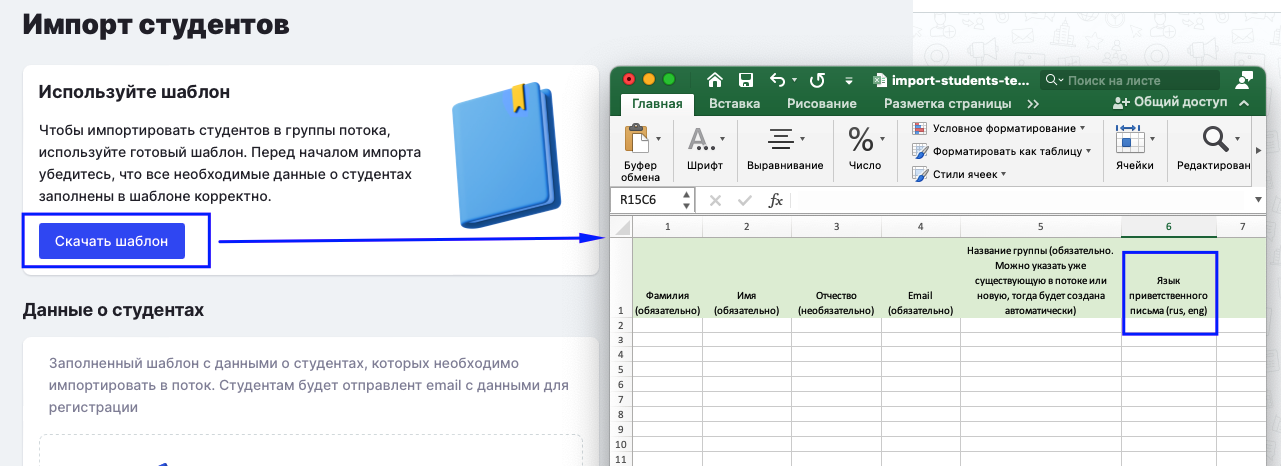 Импорт студентов
Используйте шаблон
Чтобы импортировать студентов в группы потока,
используйте готовый шаблон. Перед началом импорта
убедитесь, что все необходимые данные о студентах
заполнены в шаблоне корректно.
Скачать шаблон
Данные о студентах
Заполненный шаблон с данными о студентах, которых необходимо
импортировать в поток. Студентам будет отправлент email с данными для
регистрации
import-students-te...
Поиск на листе
Главная
Вставка
Рисование
Разметка страницы
Общий доступ
Буфер
обмена
Шрифт
Выравнивание
Число
Условное форматирование
Форматировать как таблицу
Стили ячеек
Ячейки
Редактирован
R15C6
fx
1 2 3 4 5 6 7
1
Фамилия
(обязательно)
Имя
(обязательно)
Отчество
(необязательно)
Email
(обязательно)
Название группы (обязательно.
Можно указать уже
существующую в потоке или
новую, тогда будет создана
автоматически)
Язык
приветственного
письма (rus, eng)
2
3
4
5
6
7
8
9
10
11